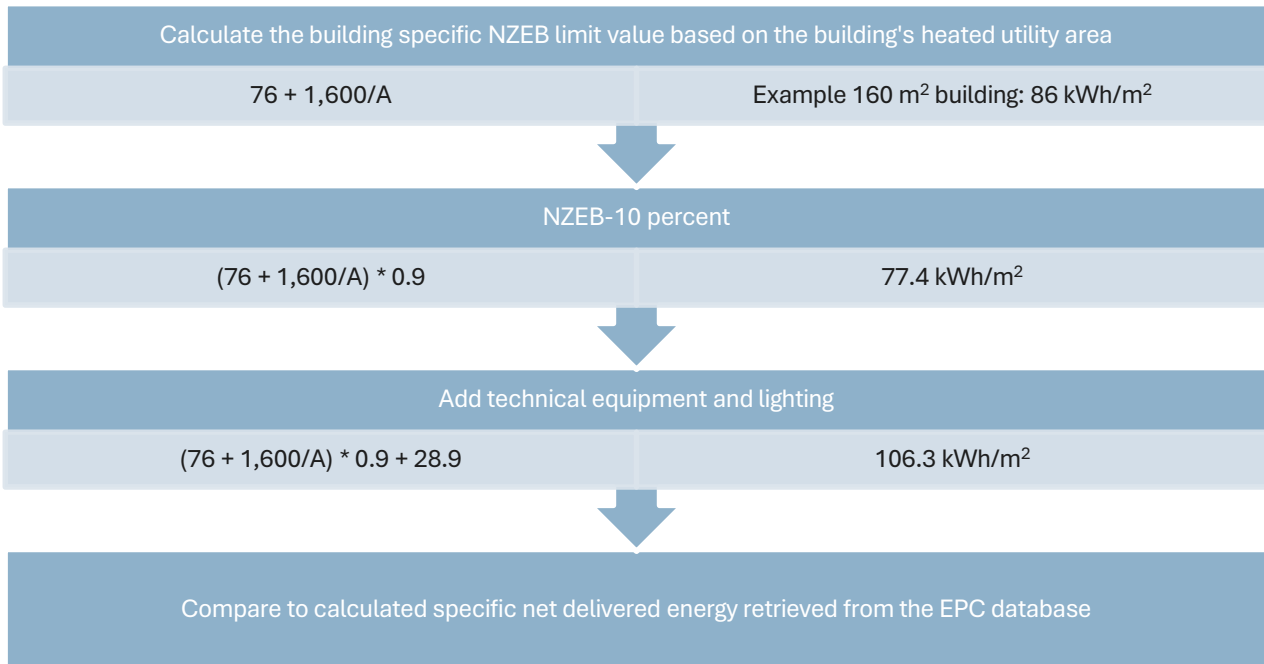 Calculate the building specific NZEB limit value based on the building's heated utility area
76 + 1,600/A
Example 160 m² building: 86 kWh/m²
NZEB-10 percent
(76 + 1,600/A) * 0.9
77.4 kWh/m²
Add technical equipment and lighting
(76 + 1,600/A) * 0.9 + 28.9
106.3 kWh/m²
Compare to calculated specific net delivered energy retrieved from the EPC database